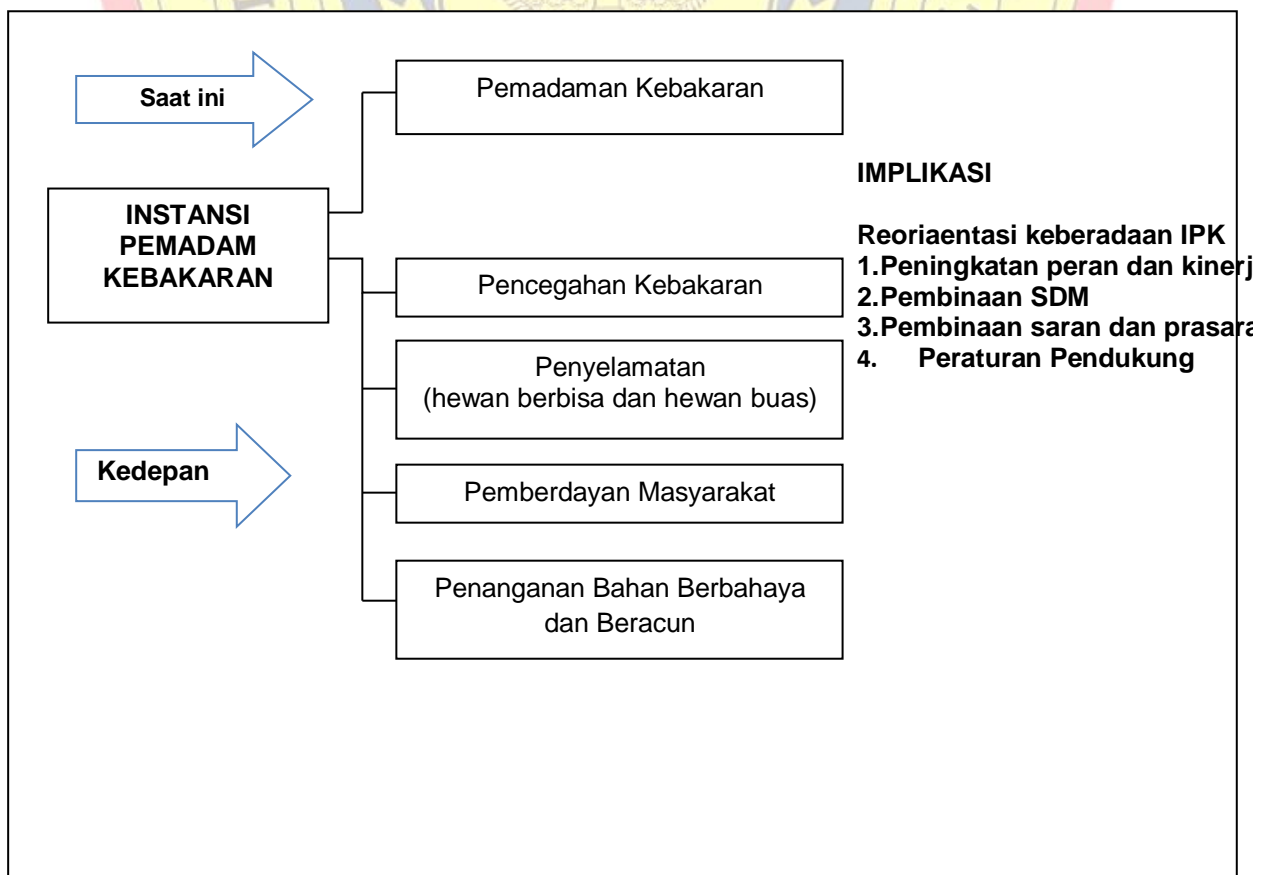 Saat ini
Pemadaman Kebakaran
INSTANSI
PEMADAM
KEBAKARAN
Pencegahan Kebakaran
Penyelamatan
(hewan berbisa dan hewan buas)
Kedepan
Pemberdayan Masyarakat
Penanganan Bahan Berbahaya
dan Beracun
IMPLIKASI
Reoriaentasi keberadaan IPK
1.Peningkatan peran dan kinerj
2.Pembinaan SDM
3.Pembinaan saran dan prasara
4. Peraturan Pendukung